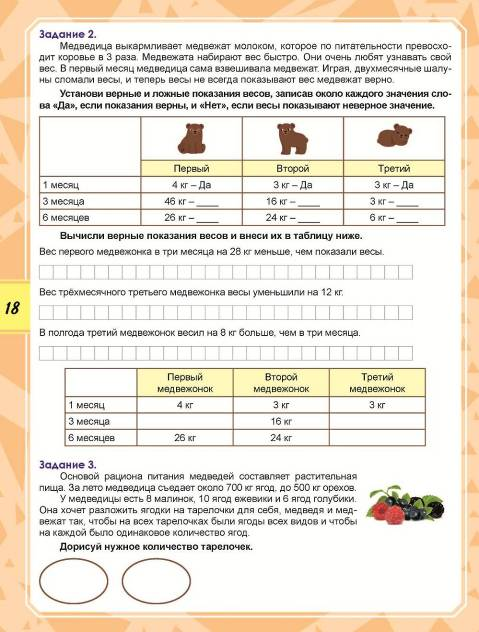 Задание 2.
Медведица выкармливает медвежат молоком, которое по питательности превосхо-
дит коровье в 3 раза. Медвежата набирают вес быстро. Они очень любят узнавать свой
вес. В первый месяц медведица сама взвешивала медвежат. Играя, двухмесячные шалу-
ны сломали весы, и теперь весы не всегда показывают вес медвежат верно.
Установи верные и ложные показания весов, записав около каждого значения сло-
ва «Да», если показания верны, и «Нет», если весы показывают неверное значение.
Первый Второй Третий
1 месяц 4 кг – Да 3 кг – Да 3 кг – Да
3 месяца 46 кг – ____ 16 кг – ____ 3 кг – ____
6 месяцев 26 кг – ____ 24 кг – ____ 6 кг – ____
Вычисли верные показания весов и внеси их в таблицу ниже.
Вес первого медвежонка в три месяца на 28 кг меньше, чем показали весы.
Вес трёхмесячного третьего медвежонка весы уменьшили на 12 кг.
18
В полгода третий медвежонок весил на 8 кг больше, чем в три месяца.
Первый медвежонок Второй медвежонок Третий медвежонок
1 месяц 4 кг 3 кг 3 кг
3 месяца 16 кг
6 месяцев 26 кг 24 кг
Задание 3.
Основой рациона питания медведей составляет растительная
пища. За лето медведица съедает около 700 кг ягод, до 500 кг орехов.
У медведицы есть 8 малинок, 10 ягод ежевики и 6 ягод голубики.
Она хочет разложить ягодки на тарелочки для себя, медведя и мед-
вежат так, чтобы на всех тарелочках были ягоды всех видов и чтобы
на каждой было одинаковое количество ягод.
Дорисуй нужное количество тарелочек.